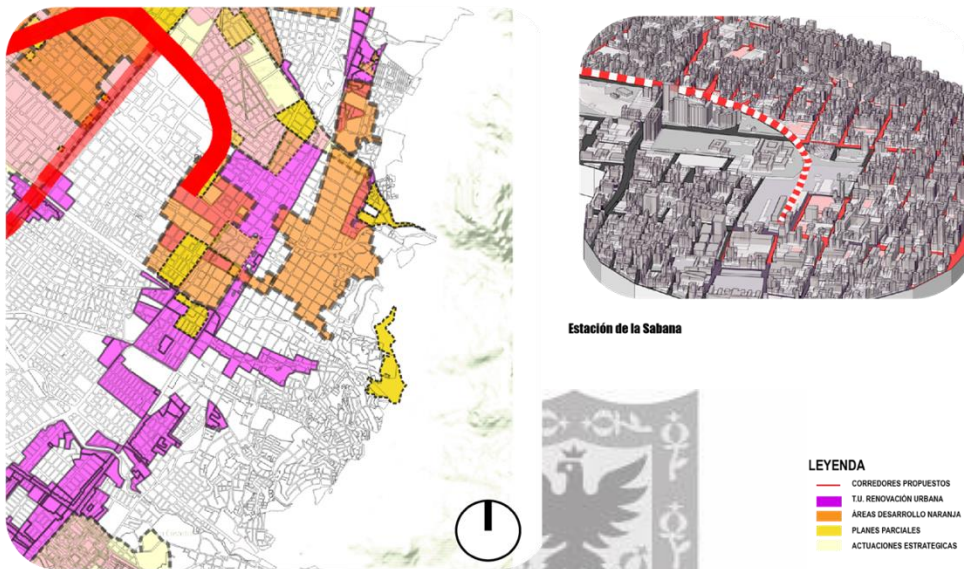 Estación de la Sabana
LEYENDA
CORREDORES PROPUESTOS
T.U. RENOVACIÓN URBANA
ÁREAS DESARROLLO NARANJA
PLANES PARCIALES
ACTUACIONES ESTRATEGICAS